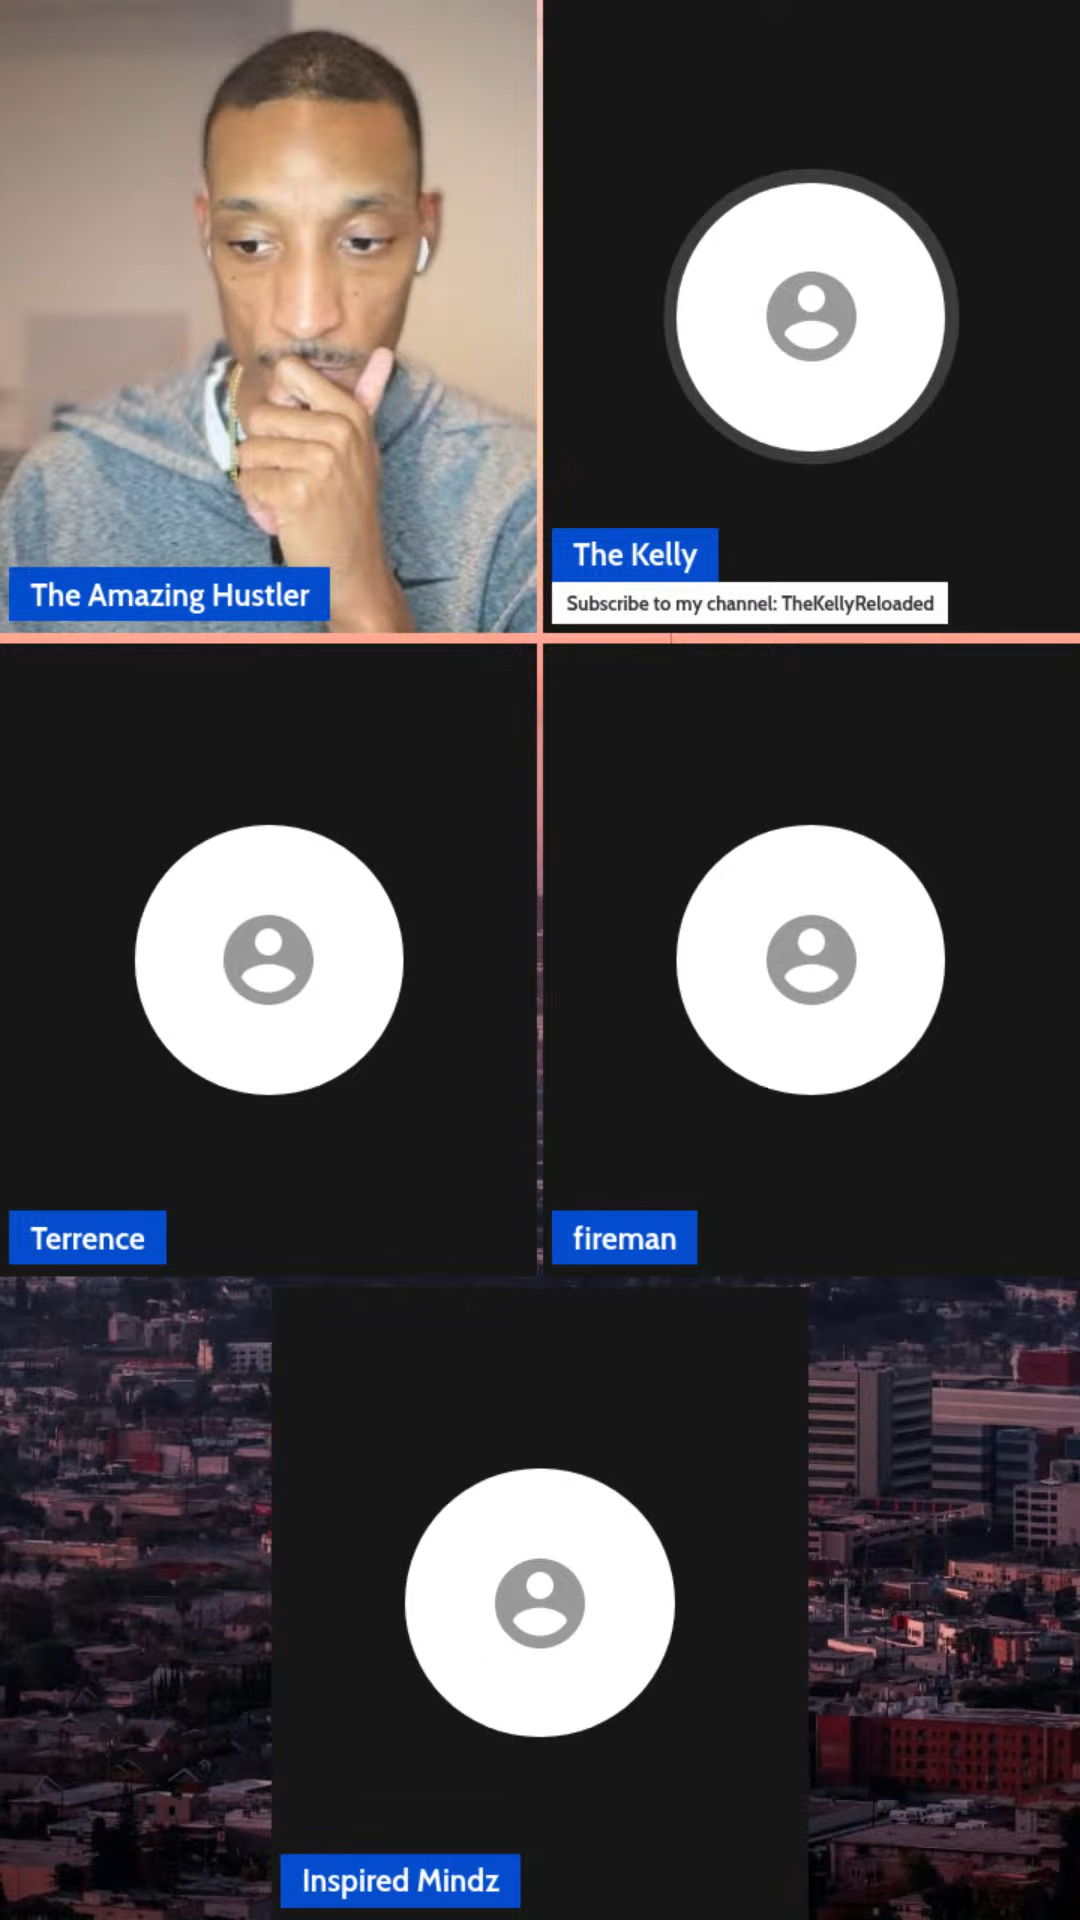 The Amazing Hustler
The Kelly
Subscribe to my channel: TheKellyReloaded
Terrence
fireman
Inspired Mindz